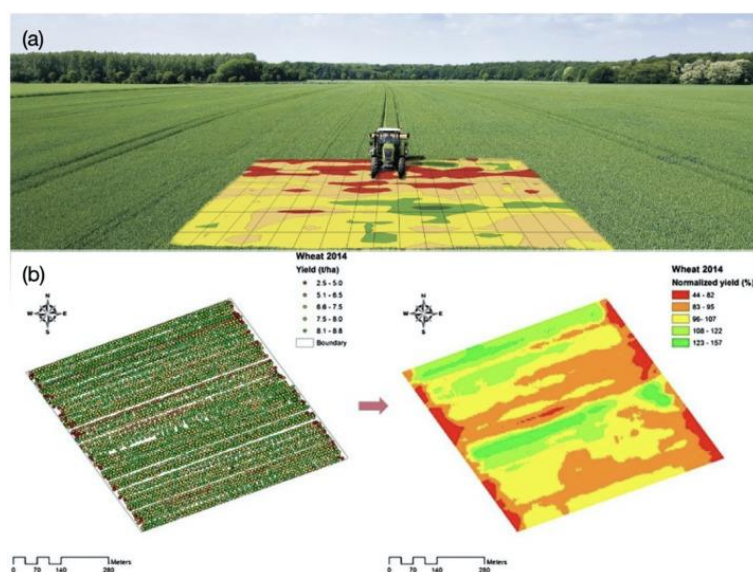 (a)
(b)
Wheat 2014
Yield (t/ha)
2.5 - 5.0
5.1 - 6.5
6.6 - 7.5
7.5 - 8.0
8.1 - 8.8
Boundary
N
W E
S
0 70 140 280
Meters
Wheat 2014
Normalized yield (%)
44 - 82
83 - 95
96- 107
108 - 122
123 - 157
N
W E
S
0 70 140 280
Meters